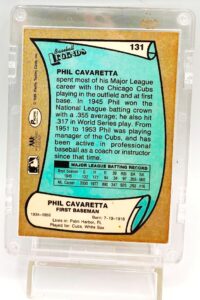 Baseball
LEGENDS
131
PHIL CAVARETTA
spent most of his Major League
career with the Chicago Cubs
playing in the outfield and at first
base. In 1945 Phil won the
National League batting crown
with a .355 average; he also hit
.317 in World Series play. From
1951 to 1953 Phil was playing
manager of the Cubs, and has
been active in professional
baseball as a coach or instructor
since that time.
MAJOR LEAGUE BATTING RECORD
PHIL CAVARETTA
FIRST BASEMAN
1934-1955
Born: 7-19-1916
Lives in: Palm Harbor, FL
Played for: Cubs, White Sox